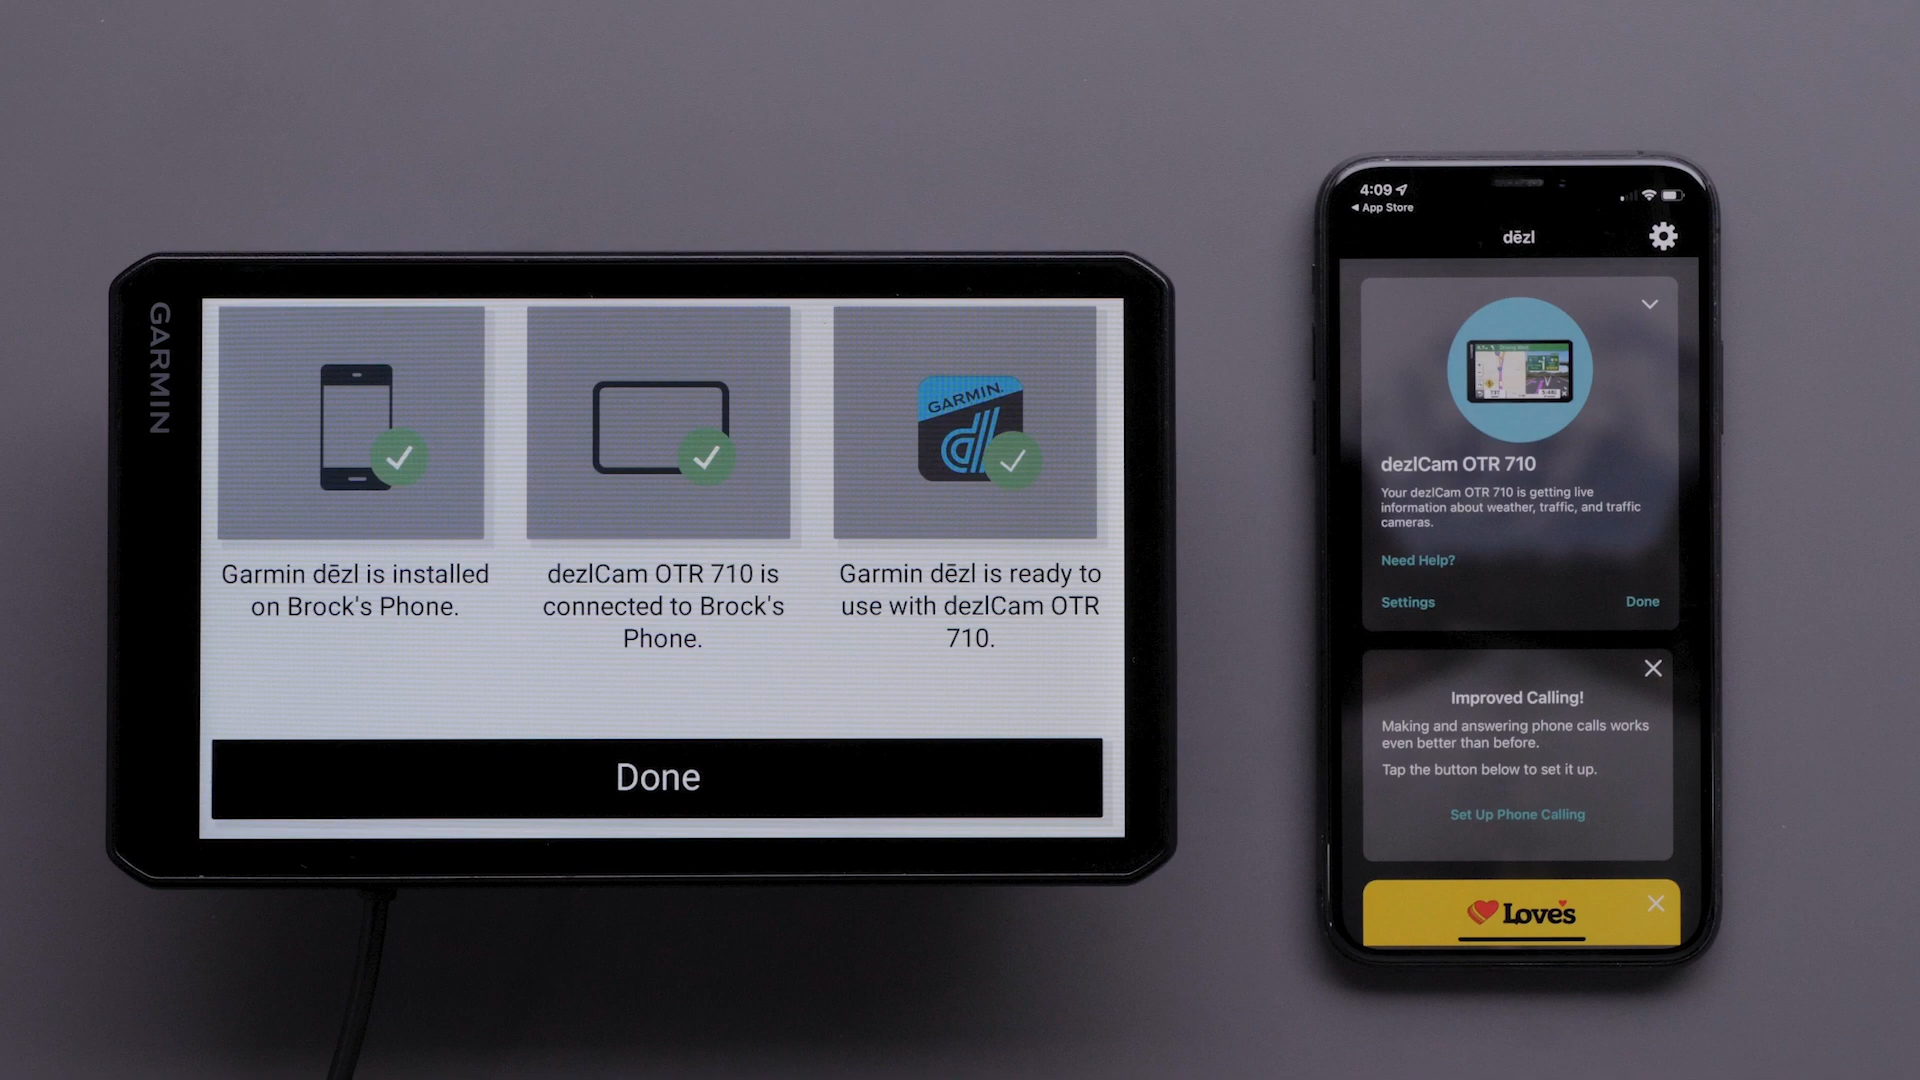 GARMIN
GARMIN
Garmin dēzl is installed
on Brock's Phone.
dezlCam OTR 710 is
connected to Brock's
Phone.
Garmin dēzl is ready to
use with dezlCam OTR
710.
Done
4:09
App Store
dēzl
dezlCam OTR 710
Your dezlCam OTR 710 is getting live
information about weather, traffic, and traffic
cameras.
Need Help?
Settings
Done
Improved Calling!
Making and answering phone calls works
even better than before.
Tap the button below to set it up.
Set Up Phone Calling
Love's